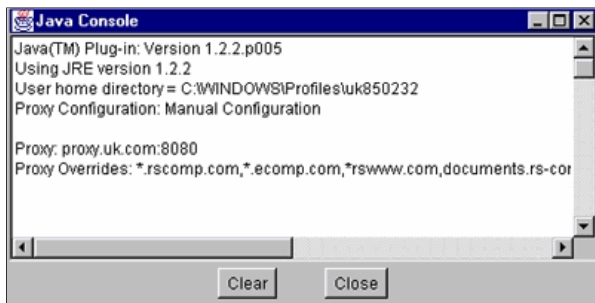 Java Console
Java(TM) Plug-in: Version 1.2.2.p005
Using JRE version 1.2.2
User home directory = C:\WINDOWS\Profiles\uk850232
Proxy Configuration: Manual Configuration
Proxy: proxy.uk.com:8080
Proxy Overrides: *.rscomp.com,*.ecomp.com,*rswww.com,documents.rs-cor
Clear Close